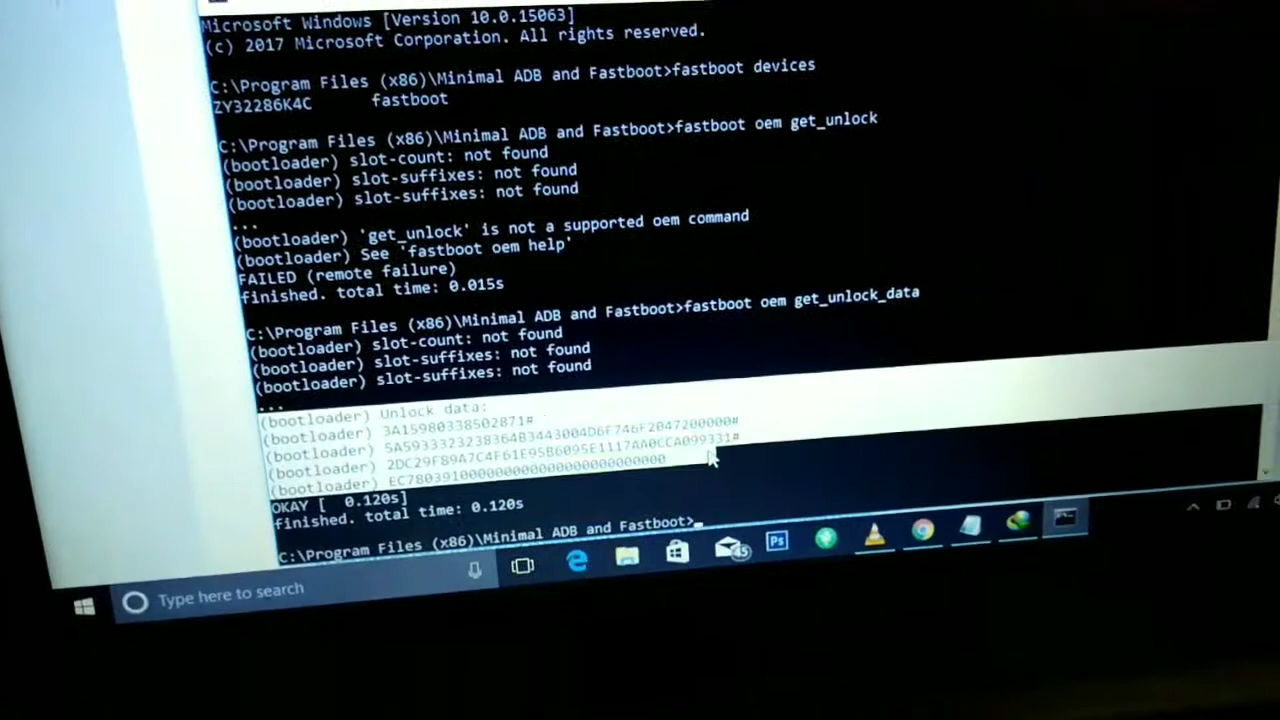 Microsoft Windows [Version 10.0.15063]
(c) 2017 Microsoft Corporation. All rights reserved.
C:\Program Files (x86)\Minimal ADB and Fastboot>fastboot devices
ZY32286K4C fastboot
C:\Program Files (x86)\Minimal ADB and Fastboot>fastboot oem get_unlock
(bootloader) slot-count: not found
(bootloader) slot-suffixes: not found
(bootloader) slot-suffixes: not found
...
(bootloader) 'get_unlock' is not a supported oem command
(bootloader) See 'fastboot oem help'
FAILED (remote failure)
finished. total time: 0.015s
C:\Program Files (x86)\Minimal ADB and Fastboot>fastboot oem get_unlock_data
(bootloader) slot-count: not found
(bootloader) slot-suffixes: not found
(bootloader) slot-suffixes: not found
...
(bootloader) Unlock data:
(bootloader) 3A15980338502871#
(bootloader)
(bootloader)
(bootloader)
OKAY [ 0.120s]
finished. total time: 0.120s
C:\Program Files (x86)\Minimal ADB and Fastboot>
Type here to search
Ps
45